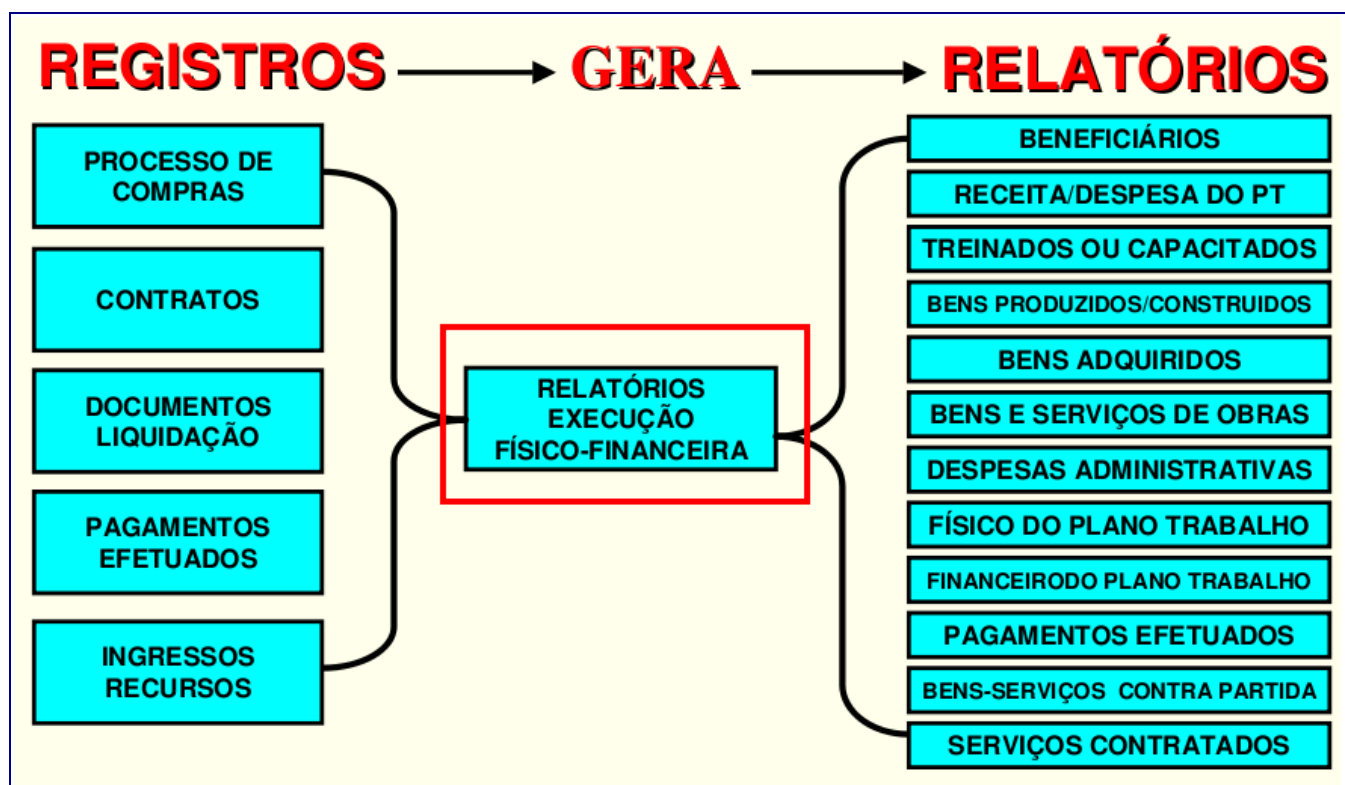 REGISTROS GERA RELATÓRIOS
PROCESSO DE
COMPRAS
CONTRATOS
DOCUMENTOS
LIQUIDAÇÃO
PAGAMENTOS
EFETUADOS
INGRESSOS
RECURSOS
RELATÓRIOS
EXECUÇÃO
FÍSICO-FINANCEIRA
BENEFICIÁRIOS
RECEITA/DESPESA DO PT
TREINADOS OU CAPACITADOS
BENS PRODUZIDOS/CONSTRUIDOS
BENS ADQUIRIDOS
BENS E SERVIÇOS DE OBRAS
DESPESAS ADMINISTRATIVAS
FÍSICO DO PLANO TRABALHO
FINANCEIRODO PLANO TRABALHO
PAGAMENTOS EFETUADOS
BENS-SERVIÇOS CONTRA PARTIDA
SERVIÇOS CONTRATADOS